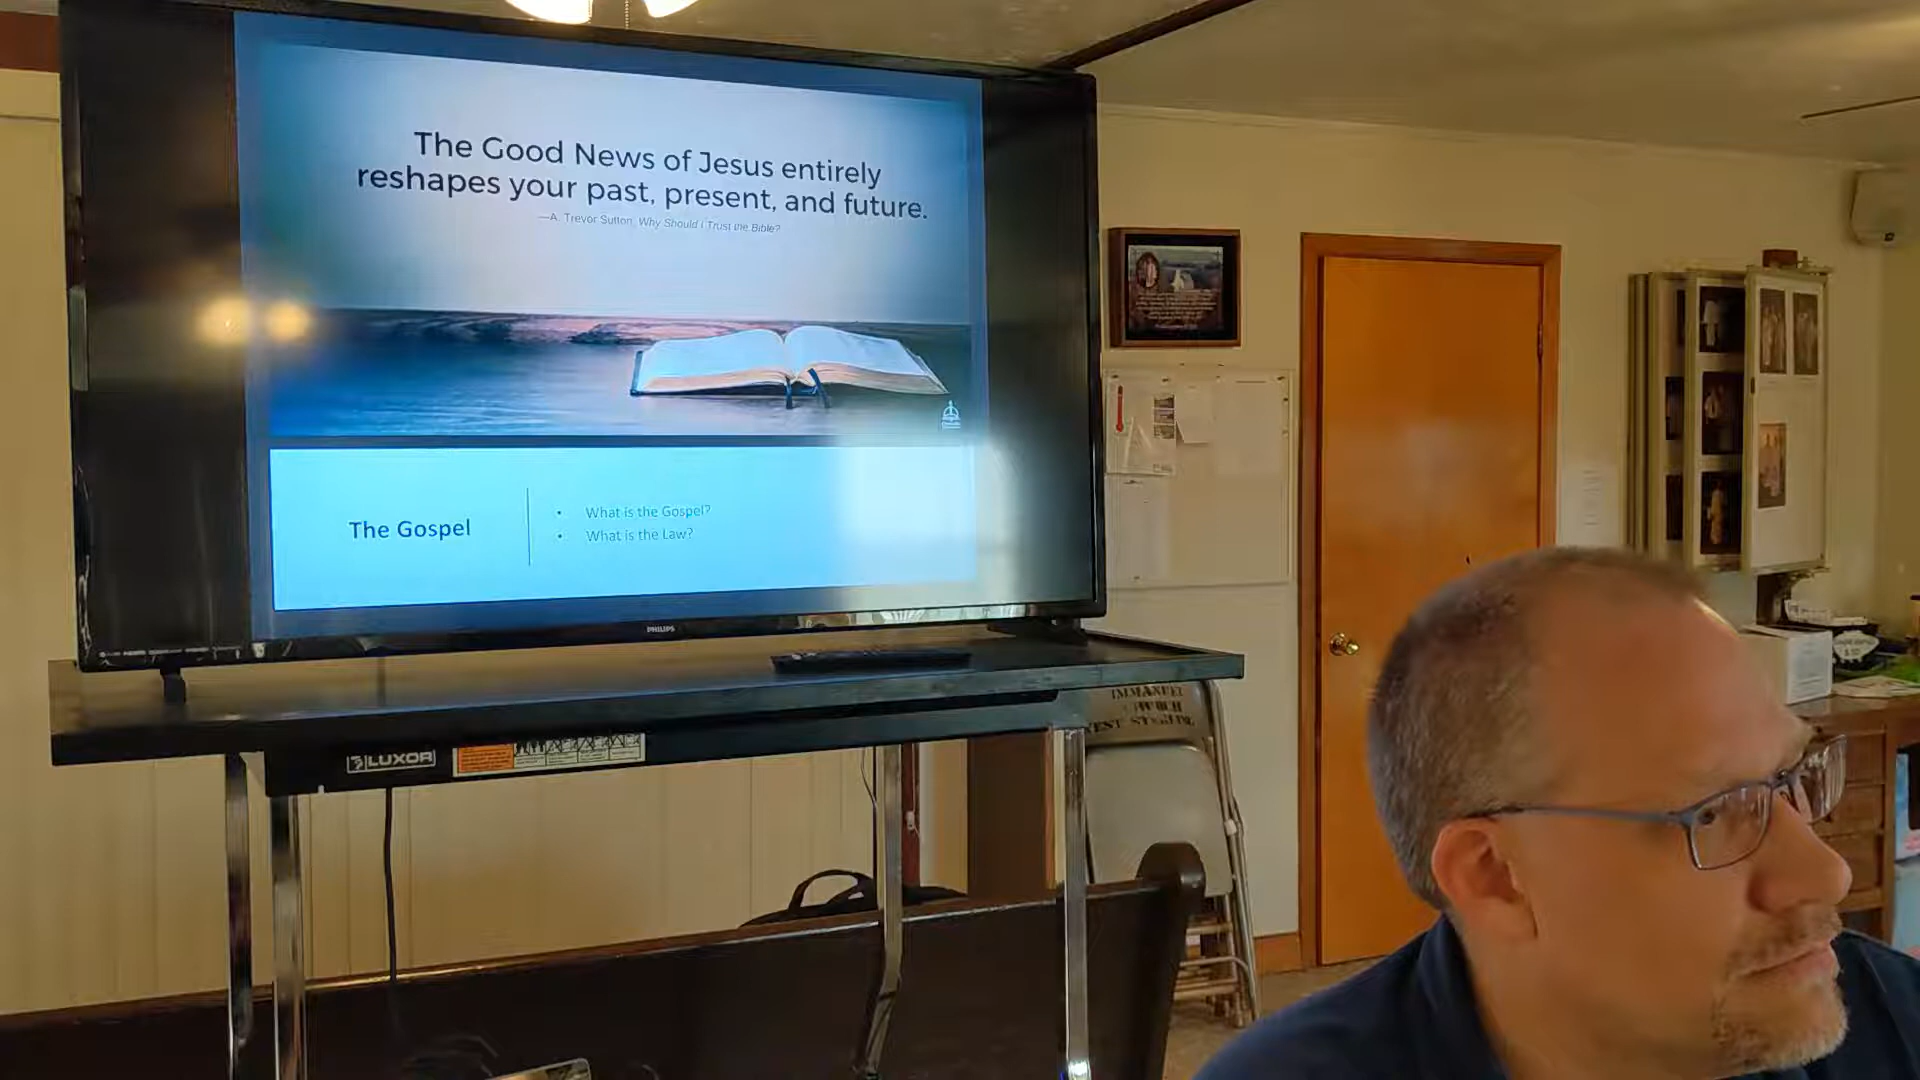 The Good News of Jesus entirely
reshapes your past, present, and future.
—A. Trevor Sutton, Why Should I Trust the Bible?
The Gospel
• What is the Gospel?
• What is the Law?
PHILIPS
LUXOR
IMMANUEL